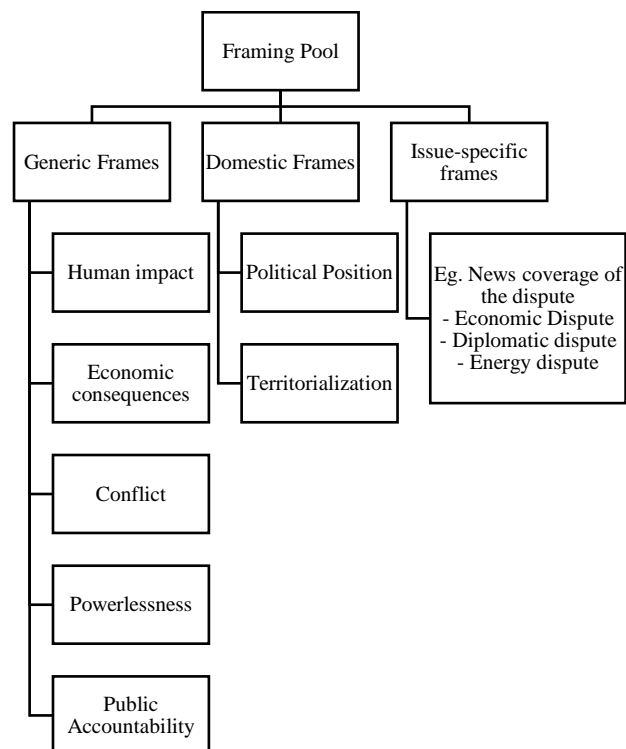 Framing Pool
Generic Frames
Domestic Frames
Issue-specific
frames
Human impact
Economic
consequences
Conflict
Powerlessness
Public
Accountability
Political Position
Territorialization
Eg. News coverage of
the dispute
- Economic Dispute
- Diplomatic dispute
- Energy dispute